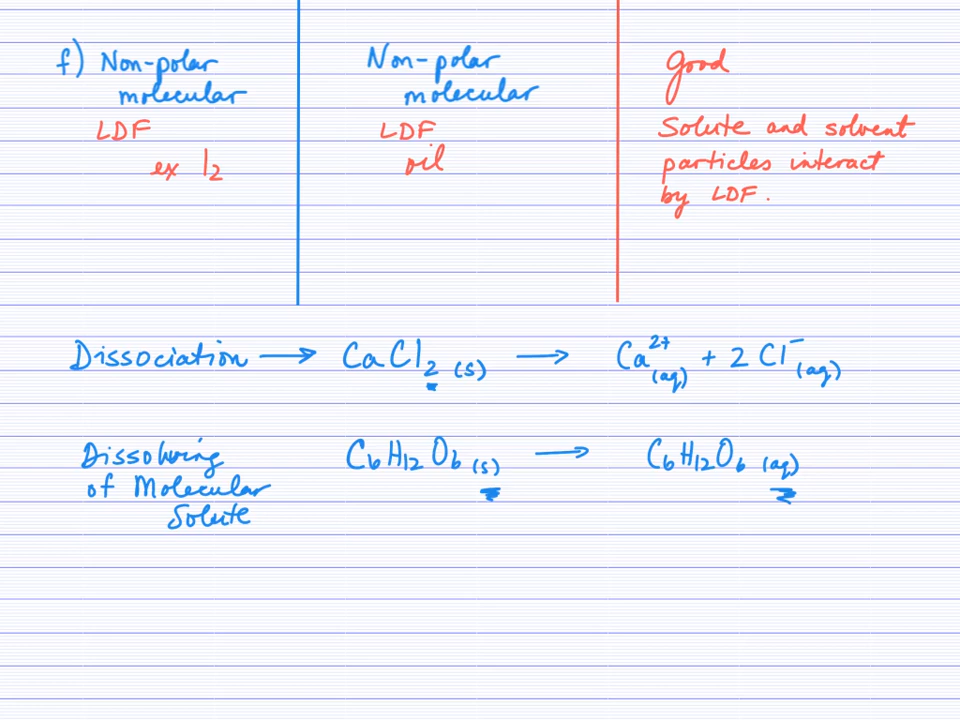 f) Non-polar molecular
LDF
ex I2
Non-polar molecular
LDF
oil
Good
Solute and solvent
particles interact
by LDF.
Dissociation → CaCl2 (s) → Ca2+ (aq) + 2 Cl- (aq)
Dissolving
of Molecular
Solute
C6H12O6 (s) → C6H12O6 (aq)